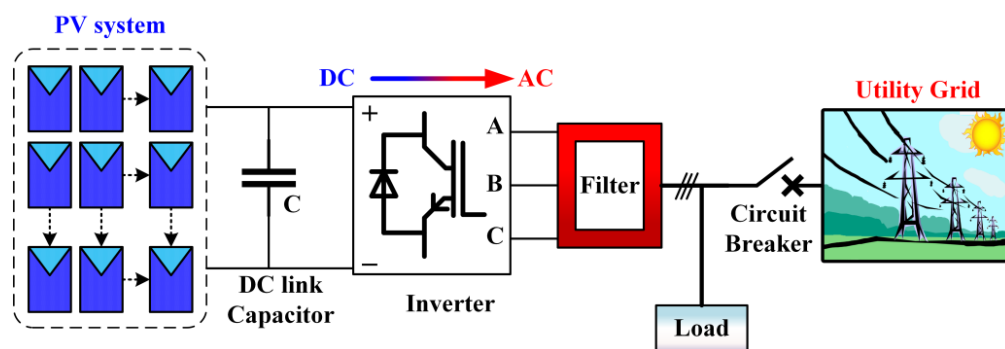 PV system
DC
AC
Utility Grid
+
A
B
C
–
C
Filter
Circuit
Breaker
DC link
Capacitor
Inverter
Load